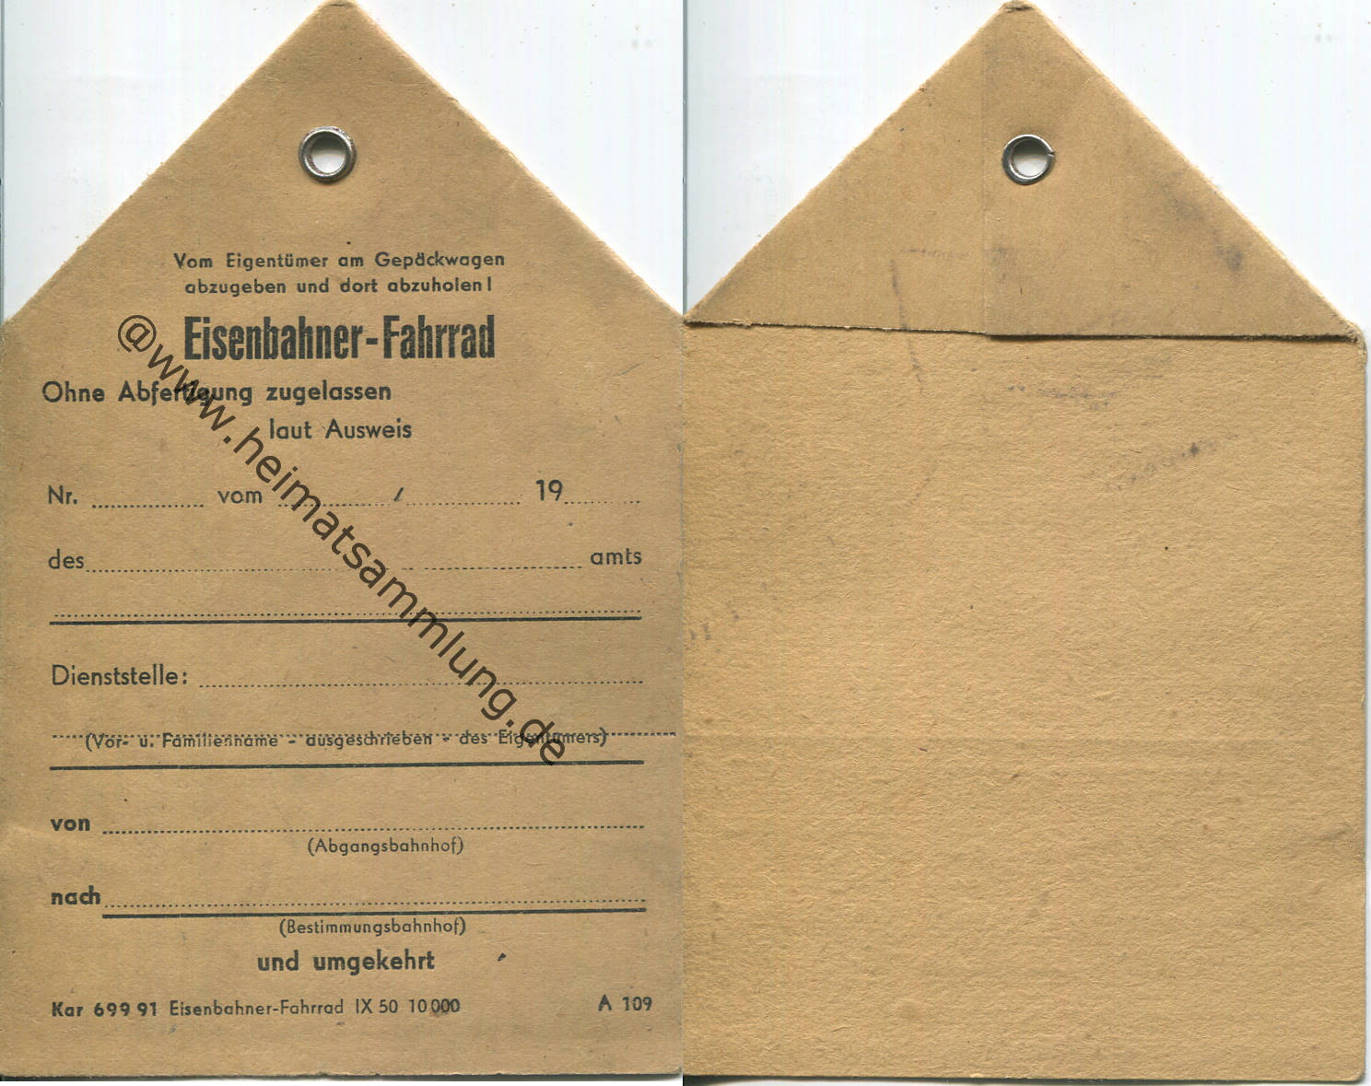 Vom Eigentümer am Gepäckwagen
abzugeben und dort abzuholen!
Eisenbahner-Fahrrad
Ohne Abfertigung zugelassen
laut Ausweis
Nr. vom 19
des amts
Dienststelle:
(Vor- u. Familienname - ausgeschrieben - des Eigentümers)
von
(Abgangsbahnhof)
nach
(Bestimmungsbahnhof)
und umgekehrt
Kar 699 91 Eisenbahner-Fahrrad IX 50 10 000 A 109
@www.heimatsammlung.de